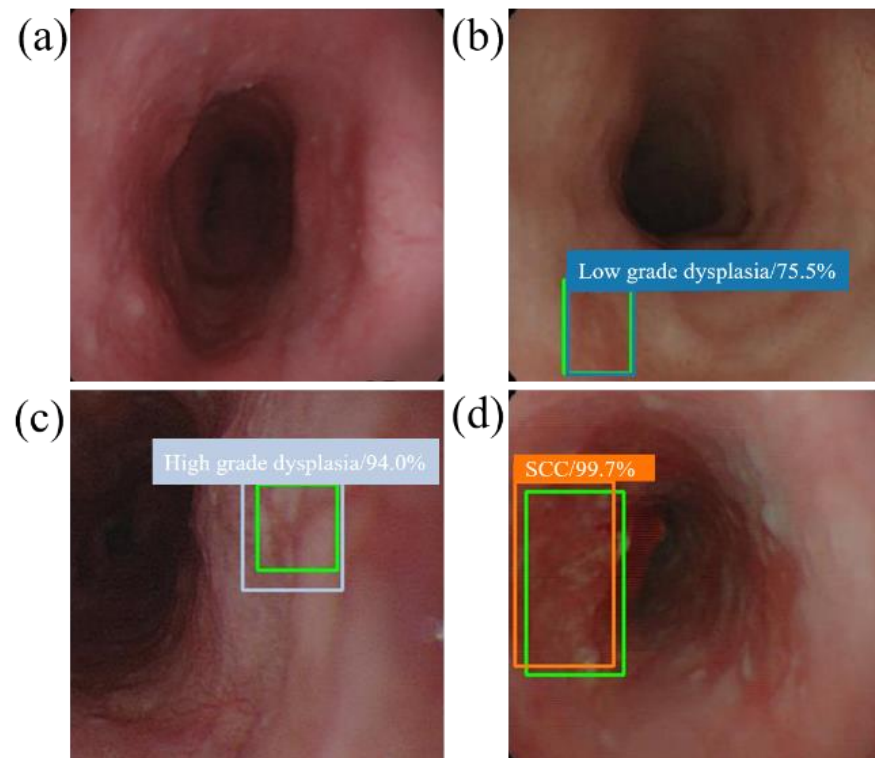 (a)
(b)
Low grade dysplasia/75.5%
(c)
High grade dysplasia/94.0%
(d)
SCC/99.7%